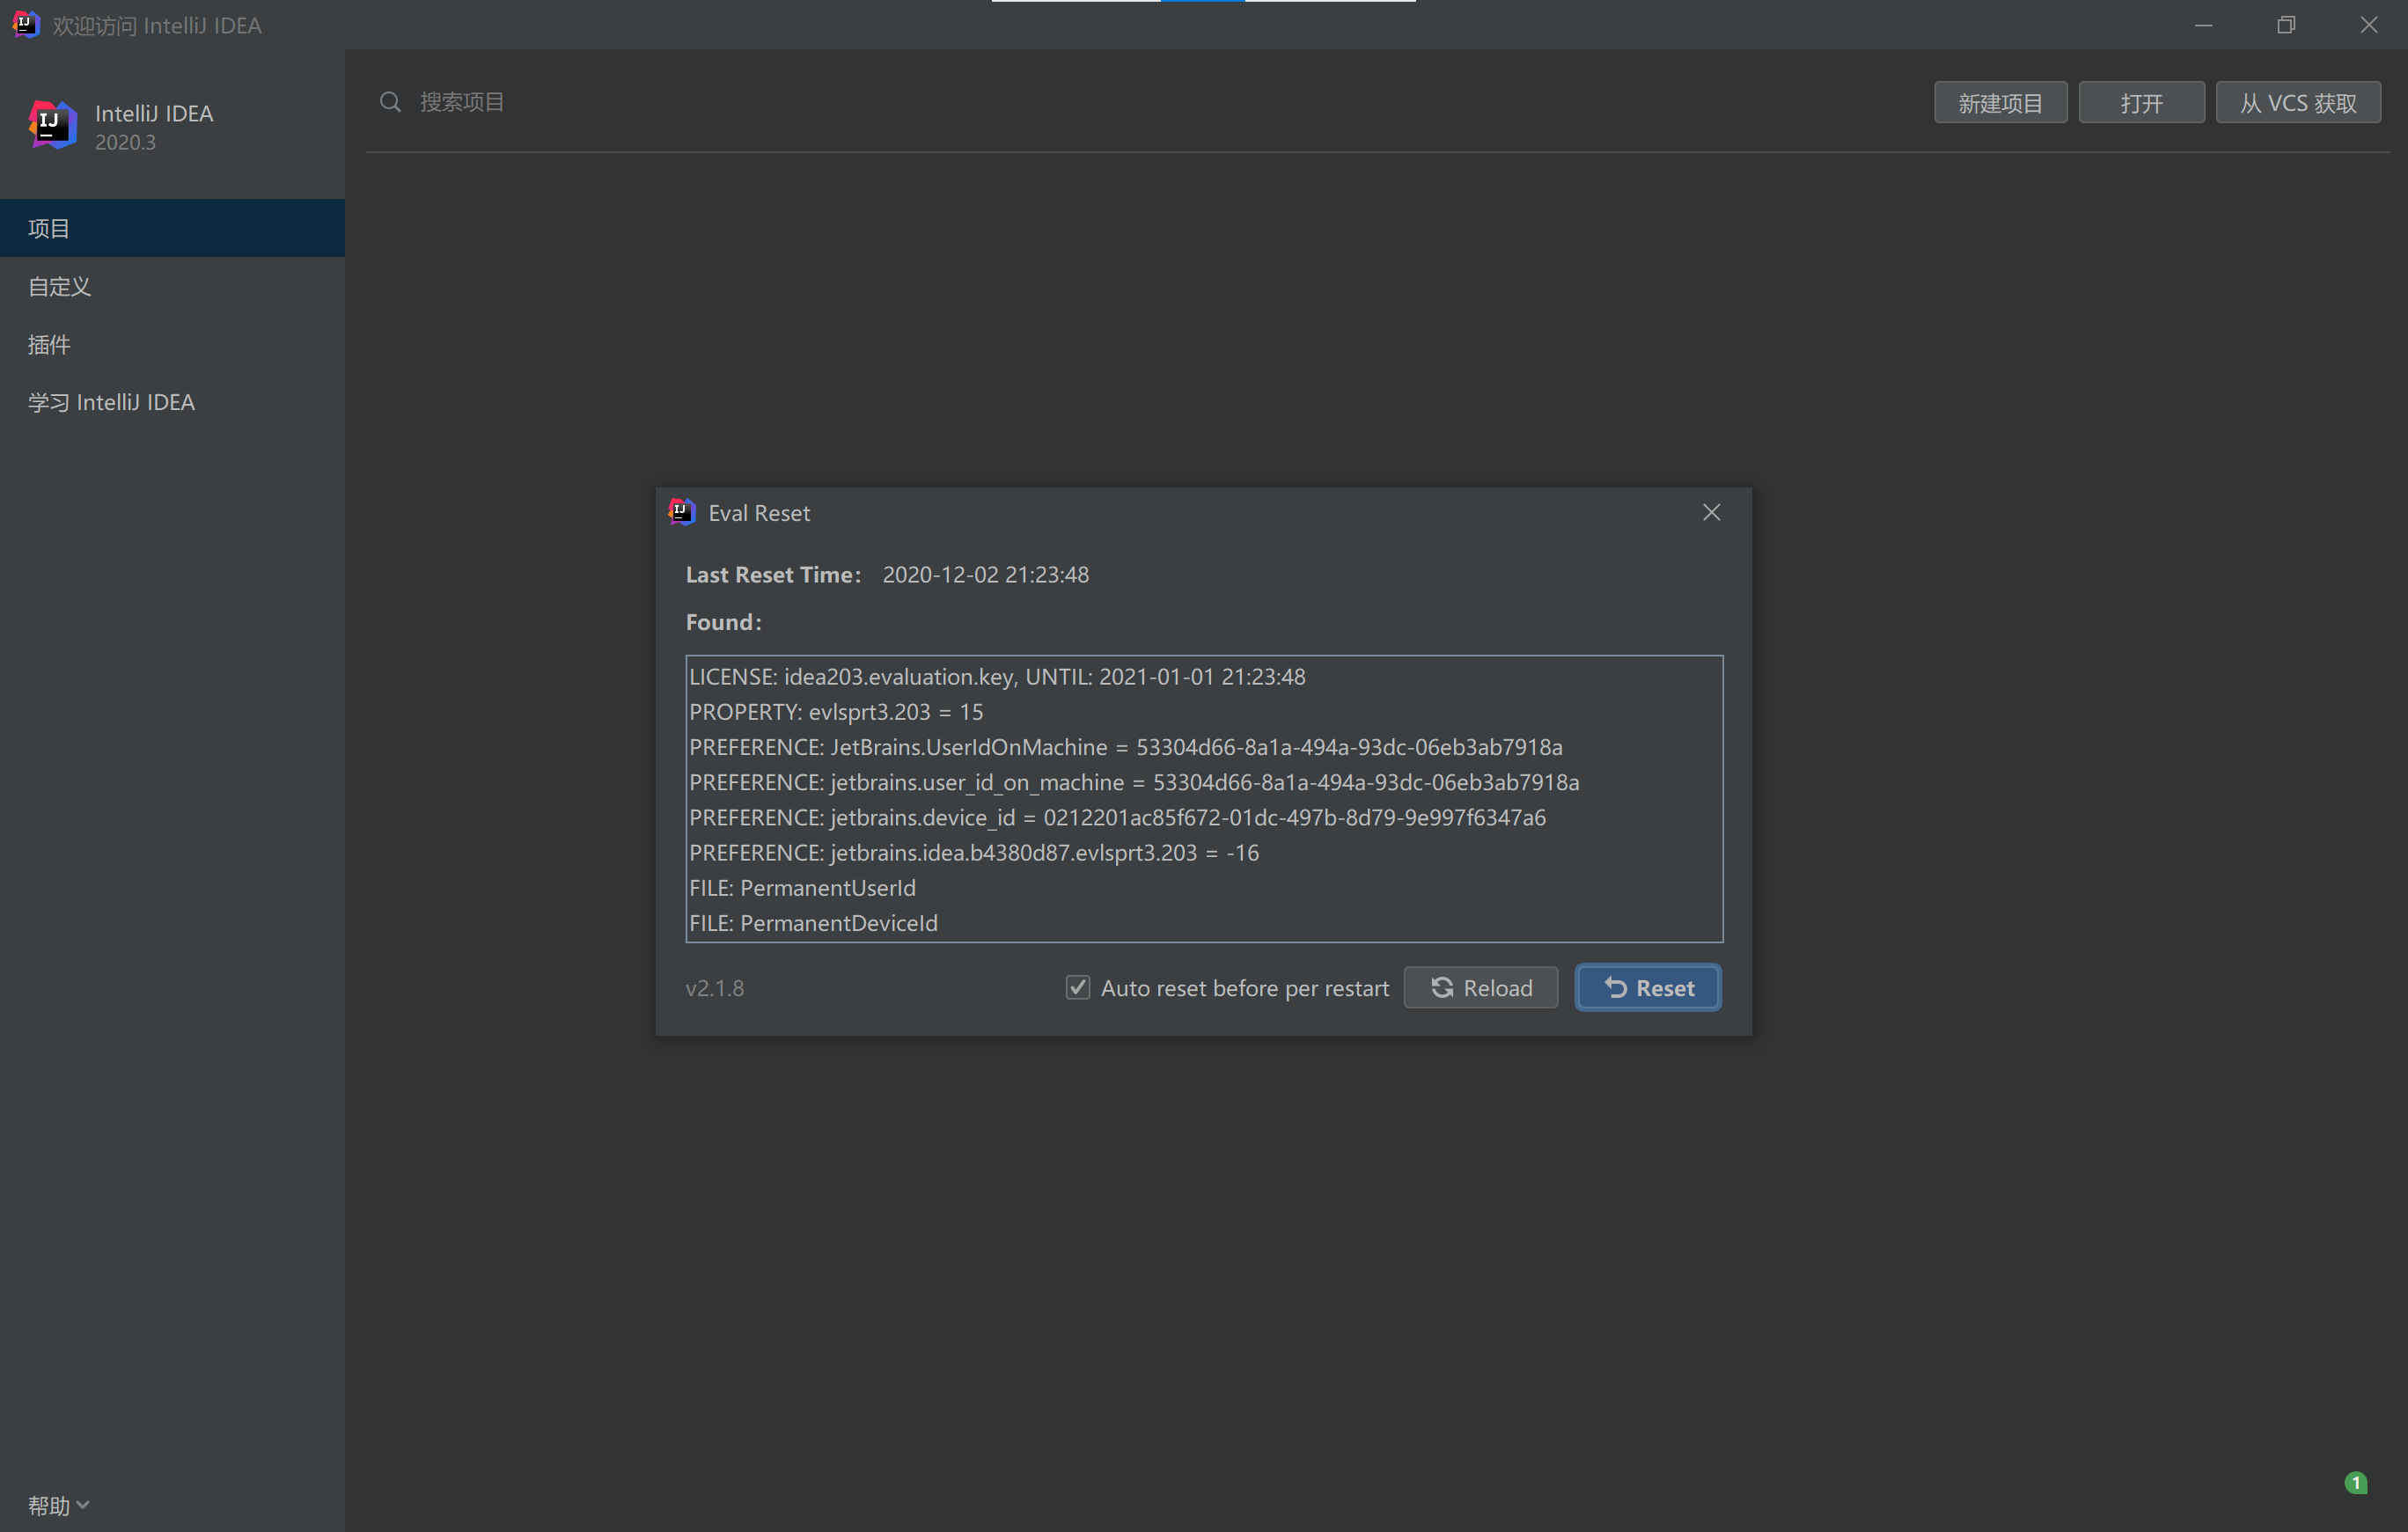 欢迎访问 IntelliJ IDEA
IntelliJ IDEA
2020.3
搜索项目
新建项目
打开
从 VCS 获取
项目
自定义
插件
学习 IntelliJ IDEA
Eval Reset
Last Reset Time: 2020-12-02 21:23:48
Found:
LICENSE: idea203.evaluation.key, UNTIL: 2021-01-01 21:23:48
PROPERTY: evlsprt3.203 = 15
PREFERENCE: JetBrains.UserIdOnMachine = 53304d66-8a1a-494a-93dc-06eb3ab7918a
PREFERENCE: jetbrains.user_id_on_machine = 53304d66-8a1a-494a-93dc-06eb3ab7918a
PREFERENCE: jetbrains.device_id = 0212201ac85f672-01dc-497b-8d79-9e997f6347a6
PREFERENCE: jetbrains.idea.b4380d87.evlsprt3.203 = -16
FILE: PermanentUserId
FILE: PermanentDeviceId
v2.1.8
Auto reset before per restart
Reload
Reset
帮助
1